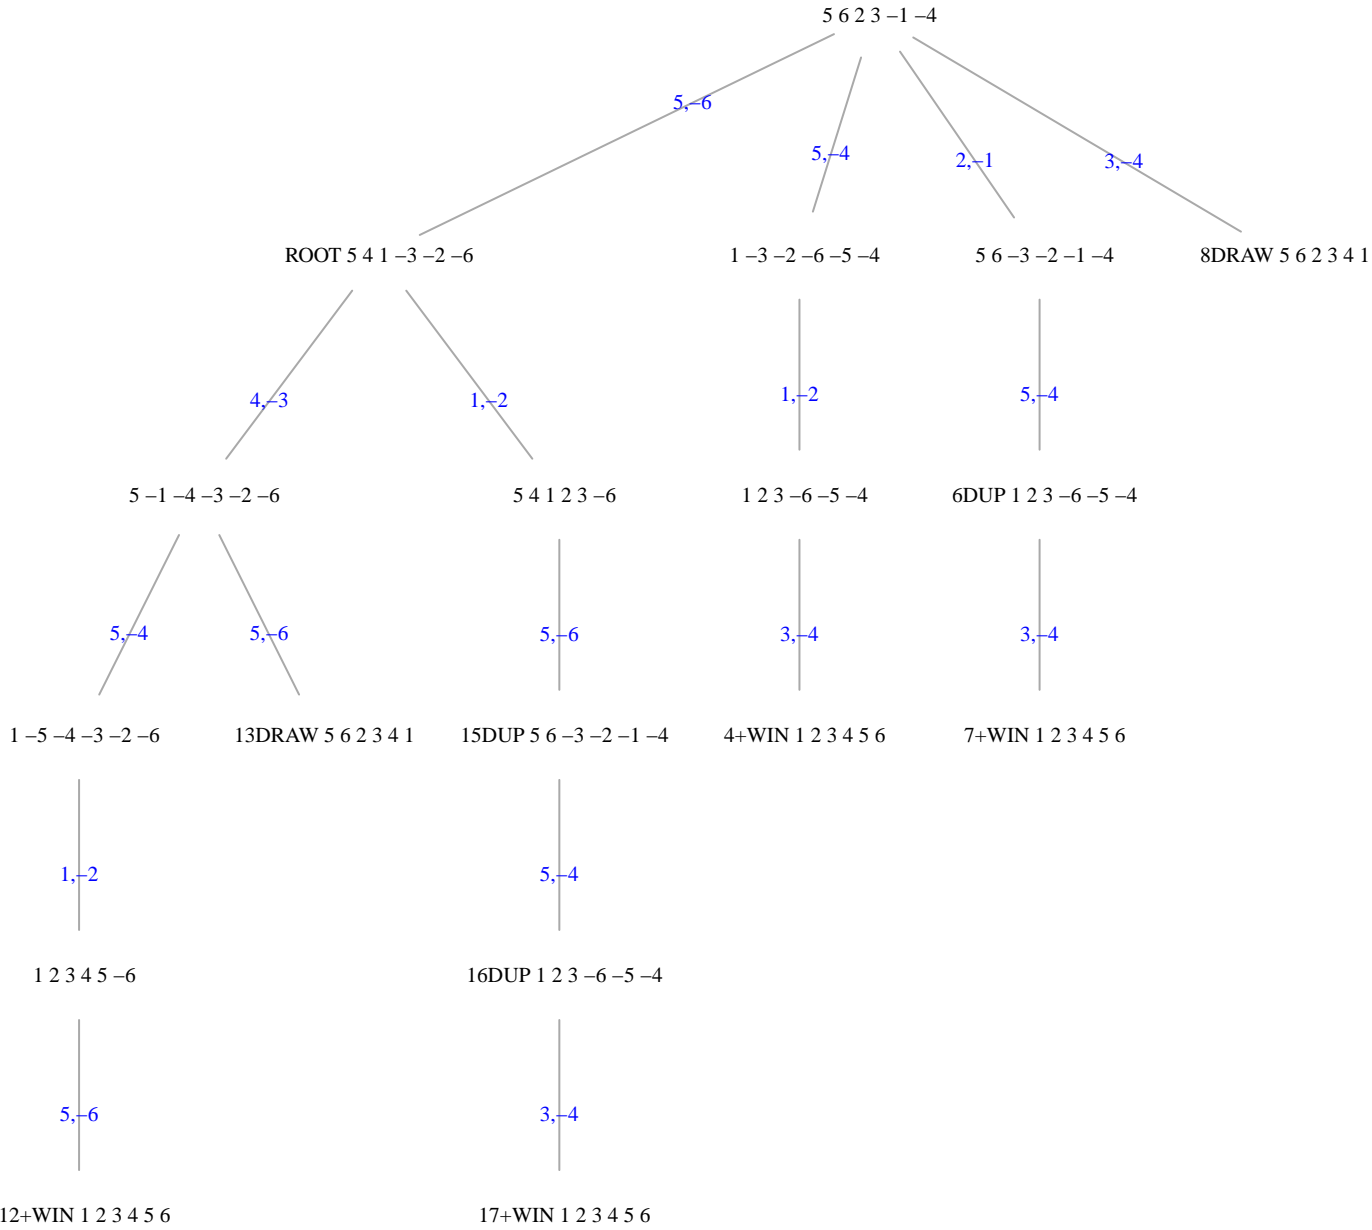 5 6 2 3 –1 –4
5,–6
5,–4
2,–1
3,–4
ROOT 5 4 1 –3 –2 –6
1 –3 –2 –6 –5 –4
5 6 –3 –2 –1 –4
8DRAW 5 6 2 3 4 1
4,–3
1,–2
1,–2
5,–4
5 –1 –4 –3 –2 –6
5 4 1 2 3 –6
1 2 3 –6 –5 –4
6DUP 1 2 3 –6 –5 –4
5,–4
5,–6
5,–6
3,–4
3,–4
1 –5 –4 –3 –2 –6
13DRAW 5 6 2 3 4 1
15DUP 5 6 –3 –2 –1 –4
4+WIN 1 2 3 4 5 6
7+WIN 1 2 3 4 5 6
1,–2
5,–4
1 2 3 4 5 –6
16DUP 1 2 3 –6 –5 –4
5,–6
3,–4
12+WIN 1 2 3 4 5 6
17+WIN 1 2 3 4 5 6